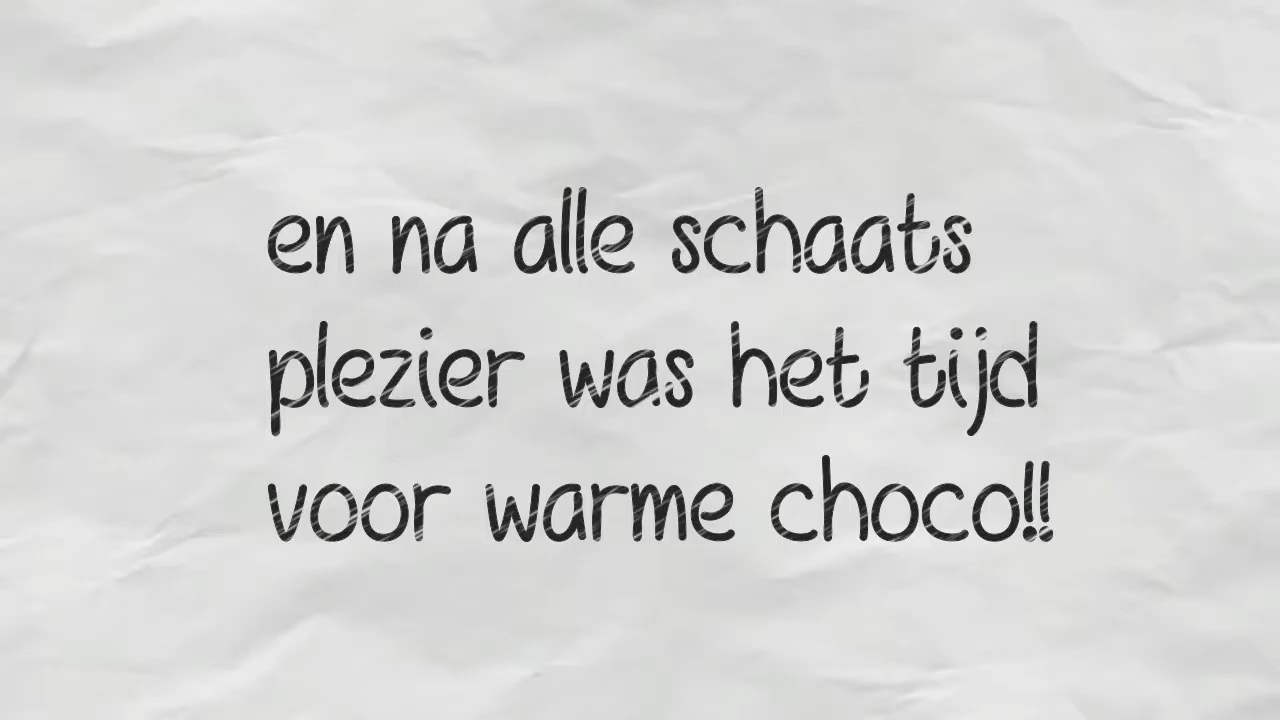 en na alle schaats
plezier was het tijd
voor warme choco!!